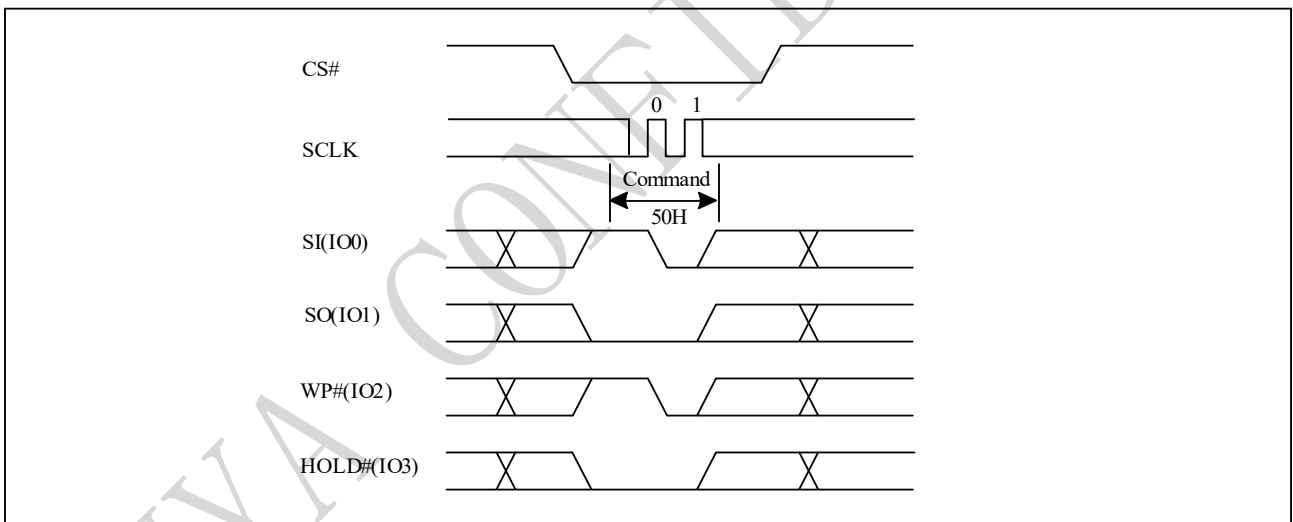 CS#
0 1
SCLK
Command
50H
SI(IO0)
SO(IO1)
WP#(IO2)
HOLD#(IO3)